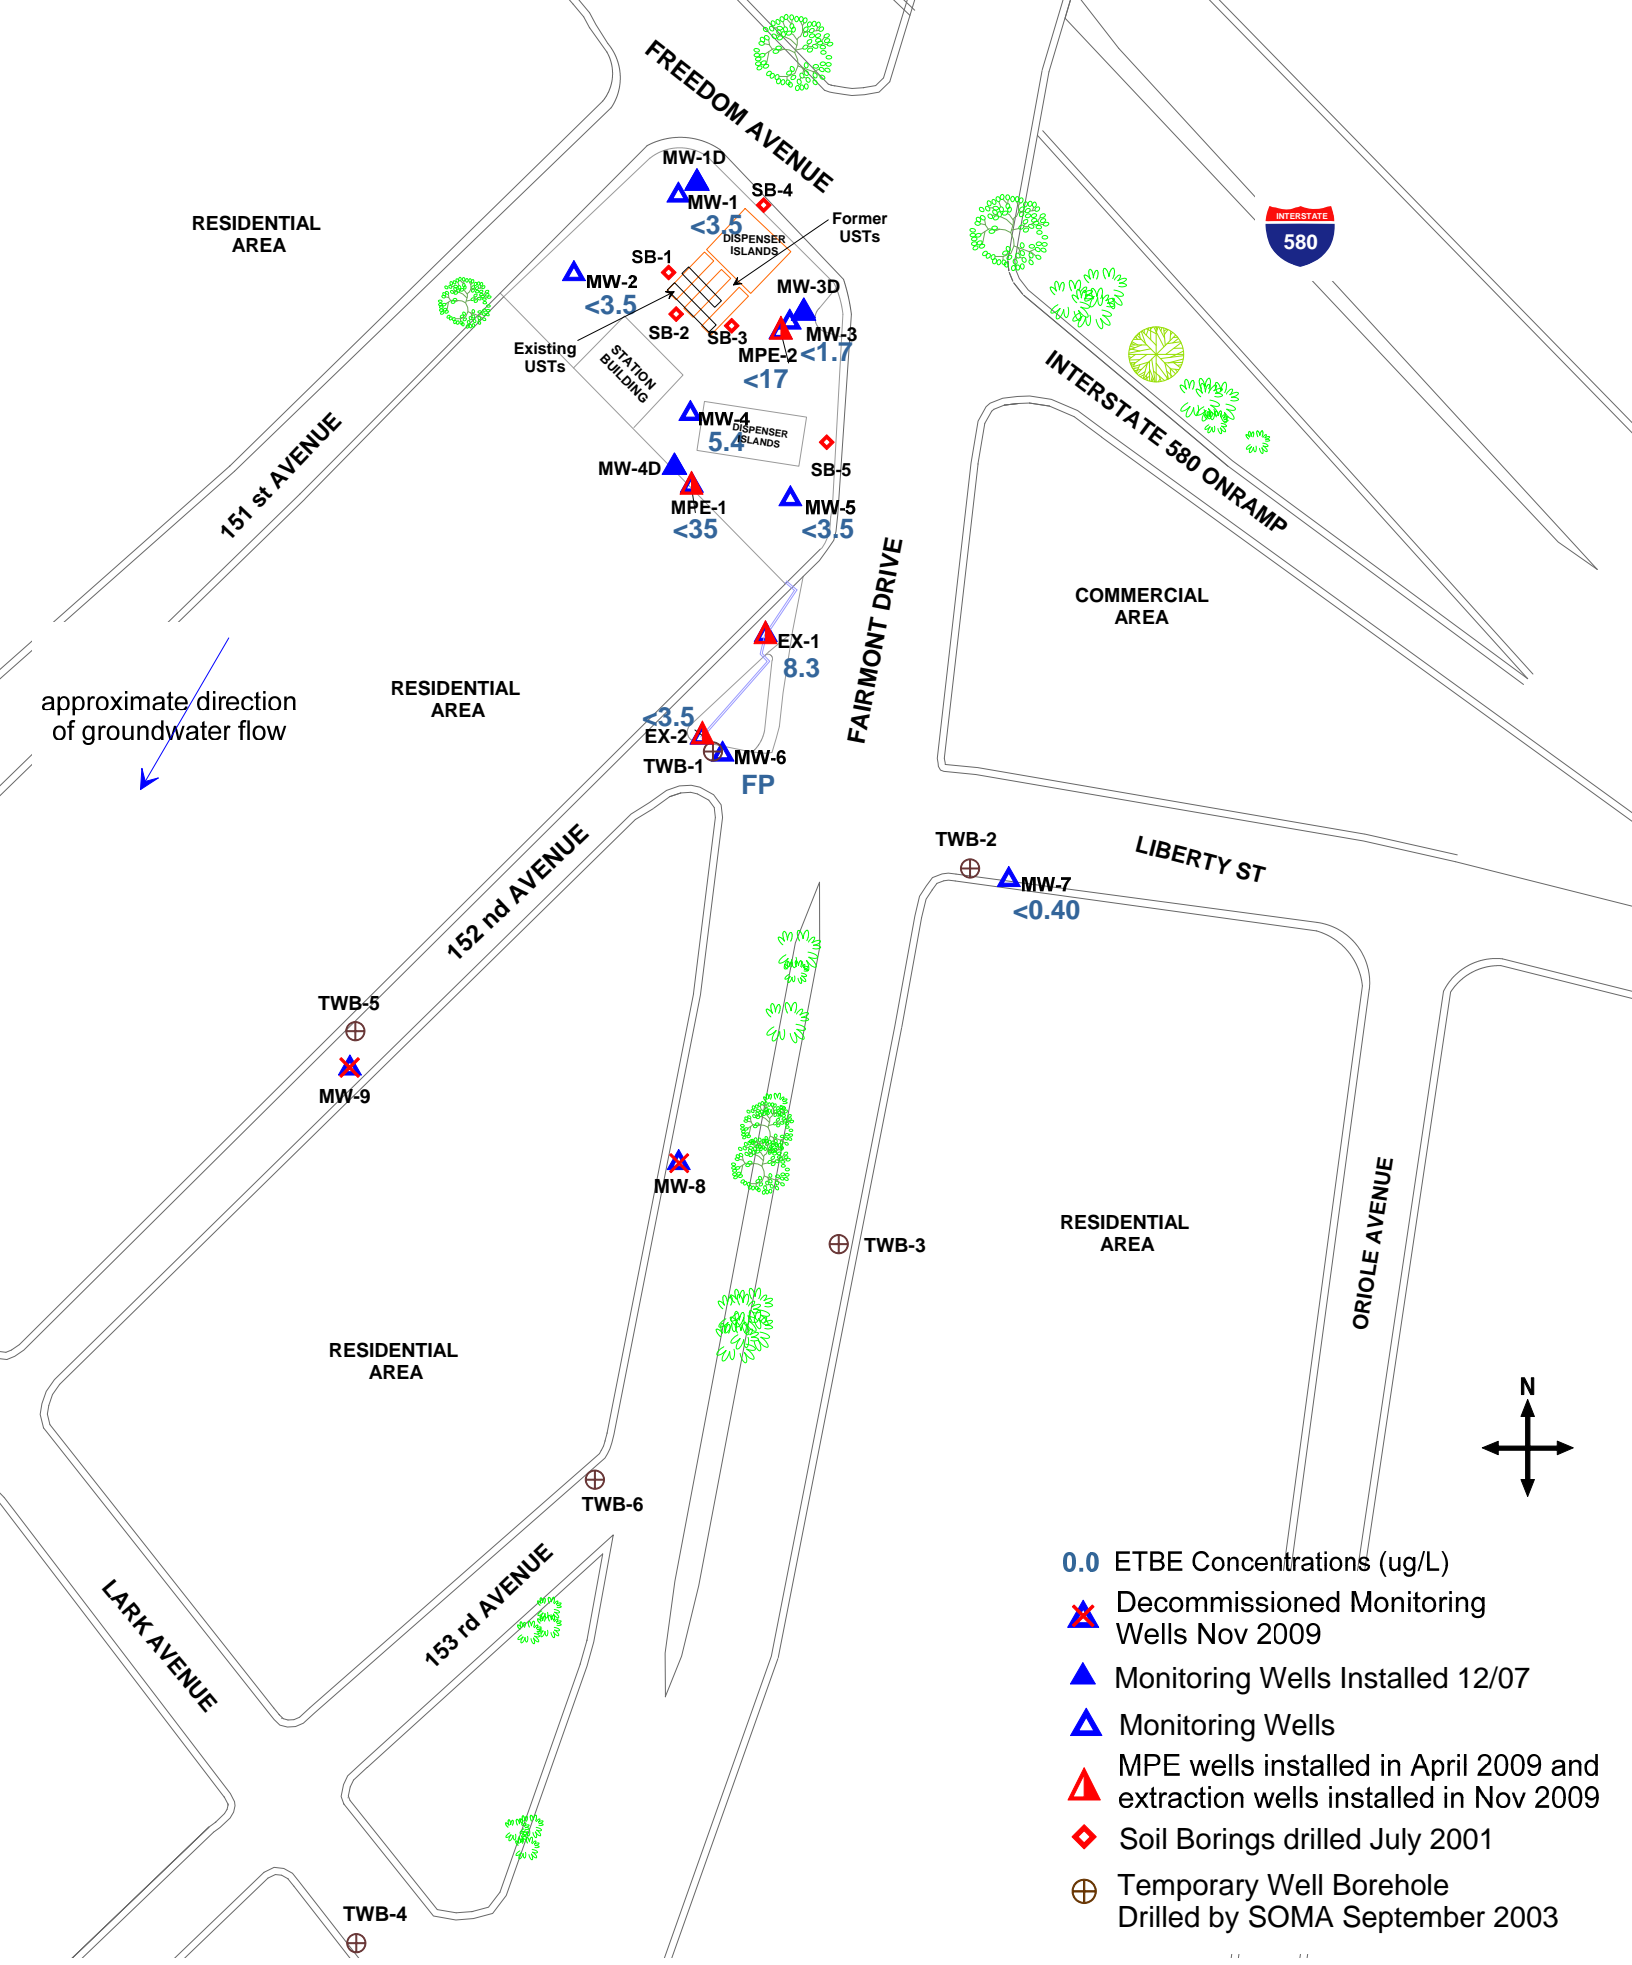 FREEDOM AVENUE
MW-1D
MW-1
<3.5
SB-4
DISPENSER
ISLANDS
Former
USTs
RESIDENTIAL
AREA
INTERSTATE
580
SB-1
MW-2
<3.5
MW-3D
SB-2
SB-3
MW-3
<1.7
MPE-2
<17
Existing
USTs
STATION
BUILDING
INTERSTATE 580 ONRAMP
MW-4
5.4
DISPENSER
ISLANDS
151 st AVENUE
MW-4D
SB-5
MPE-1
<35
MW-5
<3.5
FAIRMONT DRIVE
COMMERCIAL
AREA
EX-1
8.3
RESIDENTIAL
AREA
approximate direction
of groundwater flow
<3.5
EX-2
TWB-1
MW-6
FP
152 nd AVENUE
TWB-2
LIBERTY ST
MW-7
<0.40
TWB-5
MW-9
MW-8
TWB-3
RESIDENTIAL
AREA
ORIOLE AVENUE
RESIDENTIAL
AREA
N
TWB-6
LARK AVENUE
153 rd AVENUE
TWB-4
0.0 ETBE Concentrations (ug/L)
Decommissioned Monitoring
Wells Nov 2009
Monitoring Wells Installed 12/07
Monitoring Wells
MPE wells installed in April 2009 and
extraction wells installed in Nov 2009
Soil Borings drilled July 2001
Temporary Well Borehole
Drilled by SOMA September 2003